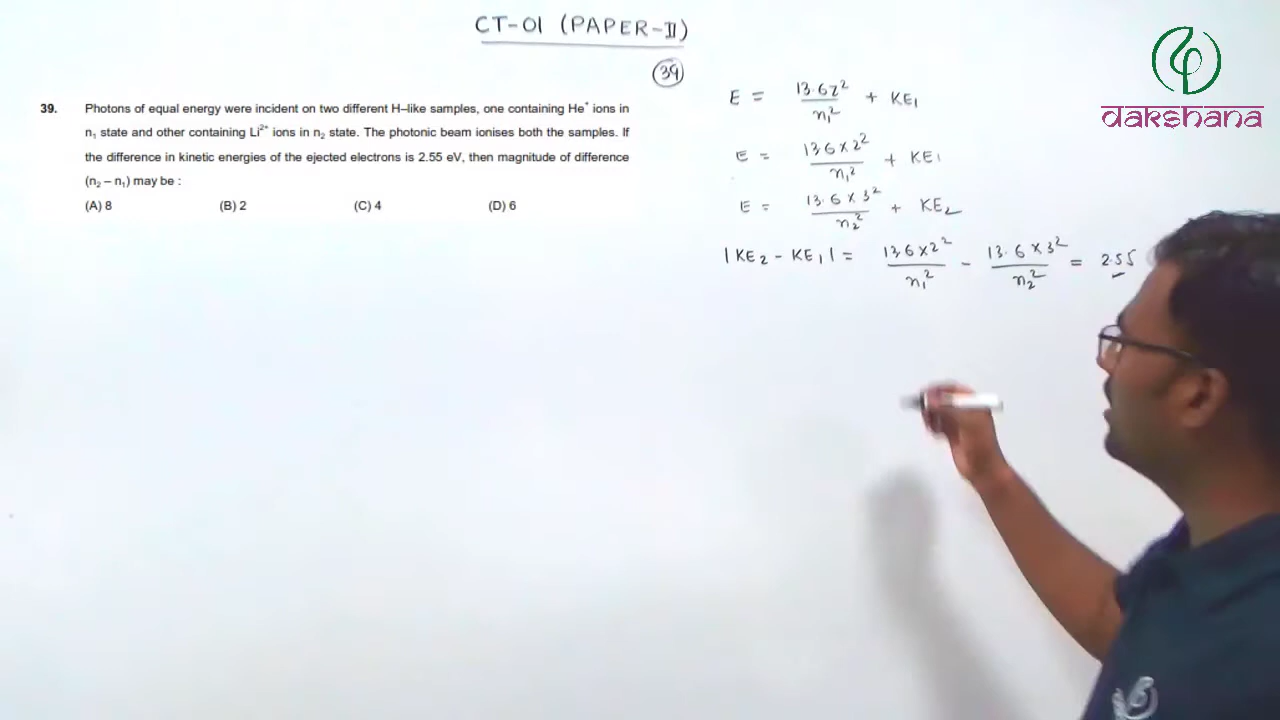 CT-01 (PAPER-II)
39
39. Photons of equal energy were incident on two different H–like samples, one containing He⁺ ions in
n₁ state and other containing Li²⁺ ions in n₂ state. The photonic beam ionises both the samples. If
the difference in kinetic energies of the ejected electrons is 2.55 eV, then magnitude of difference
(n₂ – n₁) may be :
(A) 8 (B) 2 (C) 4 (D) 6
E = 13.6Z²/n₁² + KE₁
E = 13.6×2²/n₁² + KE₁
E = 13.6×3²/n₂² + KE₂
|KE₂ - KE₁| = 13.6×2²/n₁² - 13.6×3²/n₂² = 2.55
dakshana